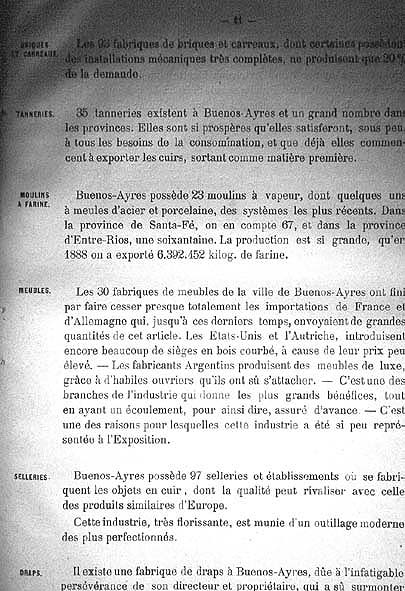 — 41 —
BRIQUES
ET CARREAUX.
Les 93 fabriques de briques et carreaux, dont certaines possèdent
des installations mécaniques très complètes, ne produisent que 20 %
de la demande.
TANNERIES.
35 tanneries existent à Buenos-Ayres et un grand nombre dans
les provinces. Elles sont si prospères qu'elles satisferont, sous peu
à tous les besoins de la consommination, et que déjà elles commen-
cent à exporter les cuirs, sortant comme matière première.
MOULINS
A FARINE.
Buenos-Ayres possède 23 moulins à vapeur, dont quelques uns
à meules d'acier et porcelaine, des systèmes les plus récents. Dans
la province de Santa-Fé, on en compte 67, et dans la province
d'Entre-Rios, une soixantaine. La production est si grande, qu'en
1888 on a exporté 6.392.452 kilog. de farine.
MEUBLES.
Les 30 fabriques de meubles de la ville de Buenos-Ayres ont fini
par faire cesser presque totalement les importations de France et
d'Allemagne qui, jusqu'à ces derniers temps, envoyaient de grandes
quantités de cet article. Les Etats-Unis et l'Autriche, introduisent
encore beaucoup de sièges en bois courbé, à cause de leur prix peu
élevé. — Les fabricants Argentins produisent des meubles de luxe,
grâce à d'habiles ouvriers qu'ils ont sû s'attacher. — C'est uno des
branches de l'industrie qui donne les plus grands bénéfices, tout
en ayant un écoulement, pour ainsi dire, assuré d'avance — C'est
une des raisons pour lesquelles cette industrie a été si peu repré-
sentée à l'Exposition.
SELLERIES.
Buenos-Ayres possède 97 selleries et établissements où se fabri-
quent les objets en cuir, dont la qualité peut rivaliser avec celle
des produits similaires d'Europe.
Cette industrie, très florissante, est munie d'un outillage moderne
des plus perfectionnés.
DRAPS.
Il existe une fabrique de draps à Buenos-Ayres, dûe à l'infatigable
persévérance de son directeur et propriétaire, qui a sû surmonter